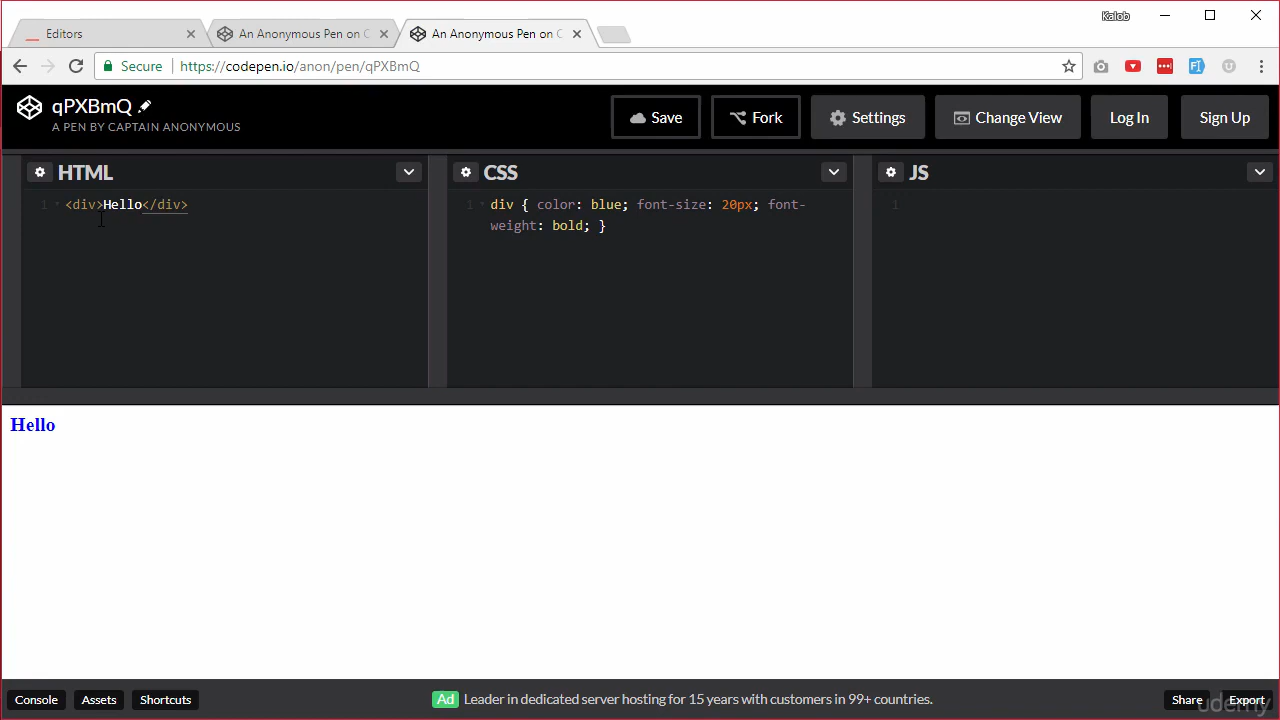 Kalob
Editors
An Anonymous Pen on C
An Anonymous Pen on C
Secure
https://codepen.io/anon/pen/qPXBmQ
qPXBmQ
A PEN BY CAPTAIN ANONYMOUS
Save
Fork
Settings
Change View
Log In
Sign Up
HTML
1 <div>Hello</div>
CSS
1 div { color: blue; font-size: 20px; font-
weight: bold; }
JS
1
Hello
Console
Assets
Shortcuts
Ad Leader in dedicated server hosting for 15 years with customers in 99+ countries.
Share
Export
udemy